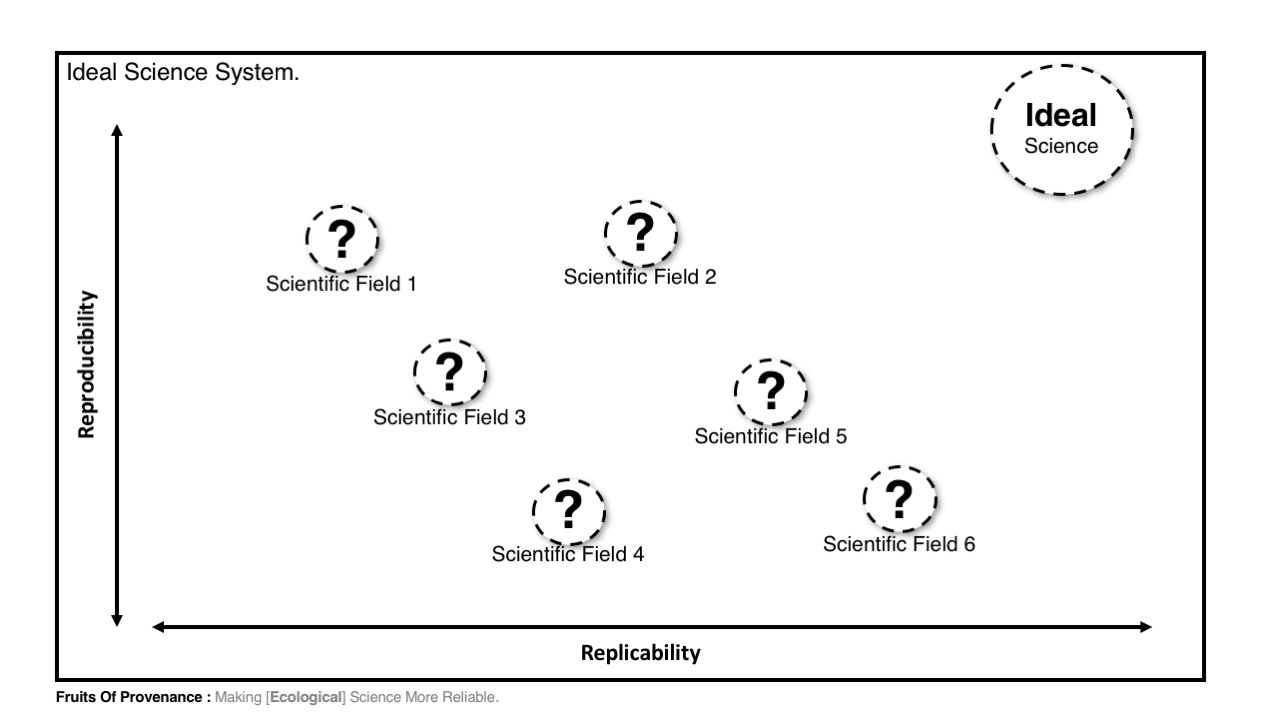 Ideal Science System.
Ideal
Science
?
Scientific Field 1
?
Scientific Field 2
?
Scientific Field 3
?
Scientific Field 5
?
Scientific Field 4
?
Scientific Field 6
Reproducibility
Replicability
Fruits Of Provenance : Making [Ecological] Science More Reliable.